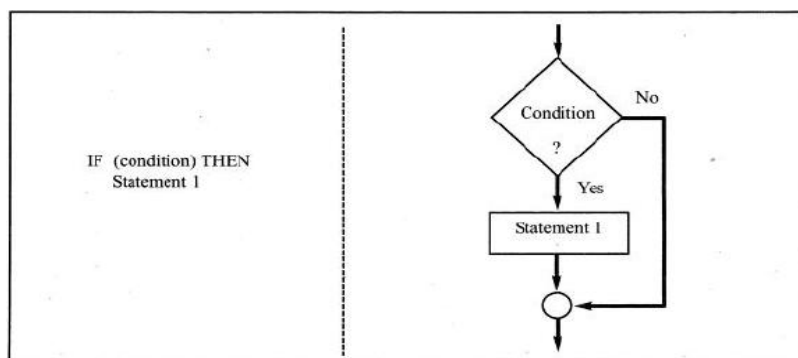 IF (condition) THEN
Statement 1
Condition
?
No
Yes
Statement 1